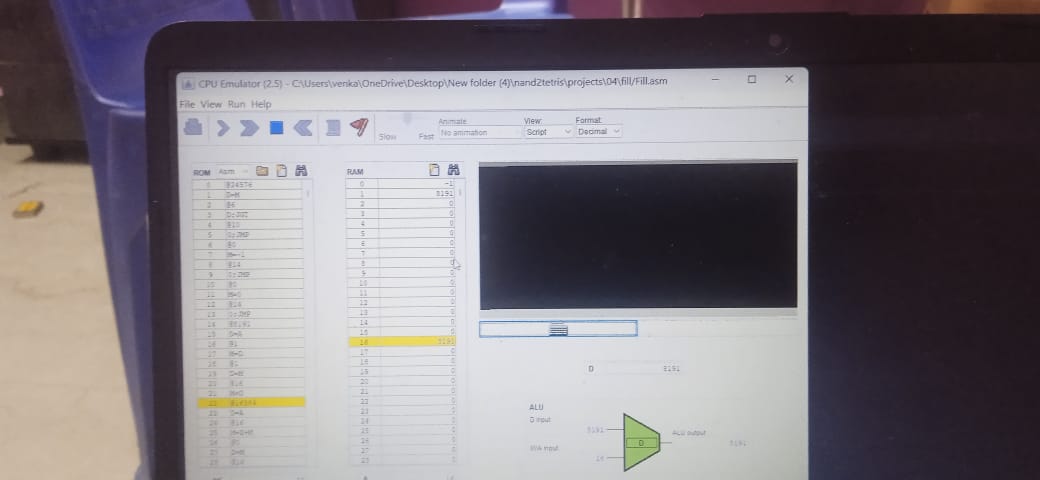 CPU Emulator (2.5) - C:\Users\venka\OneDrive\Desktop\New folder (4)\nand2tetris\projects\04\fill/Fill.asm
File View Run Help
Animate:
View:
Format:
Slow
Fast
No animation
Script
Decimal
ROM
Asm
RAM
0 @24576
1 D=M
2 @6
3 D;JGT
4 @10
5 0;JMP
6 @0
7 M=-1
8 @14
9 0;JMP
10 @0
11 M=0
12 @14
13 0;JMP
14 @8191
15 D=A
16 @1
17 M=D
18 @1
19 D=M
20 @16
21 M=D
22 @16384
23 D=A
24 @16
25 M=D+M
26 @0
27 D=M
28 @16
0 -1
1 8191
2 0
3 0
4 0
5 0
6 0
7 0
8 0
9 0
10 0
11 0
12 0
13 0
14 0
15 0
16 8191
17 0
18 0
19 0
20 0
21 0
22 0
23 0
24 0
25 0
26 0
27 0
28 0
D 8191
ALU
D Input
8191
M/A Input
16
D
ALU output
8191